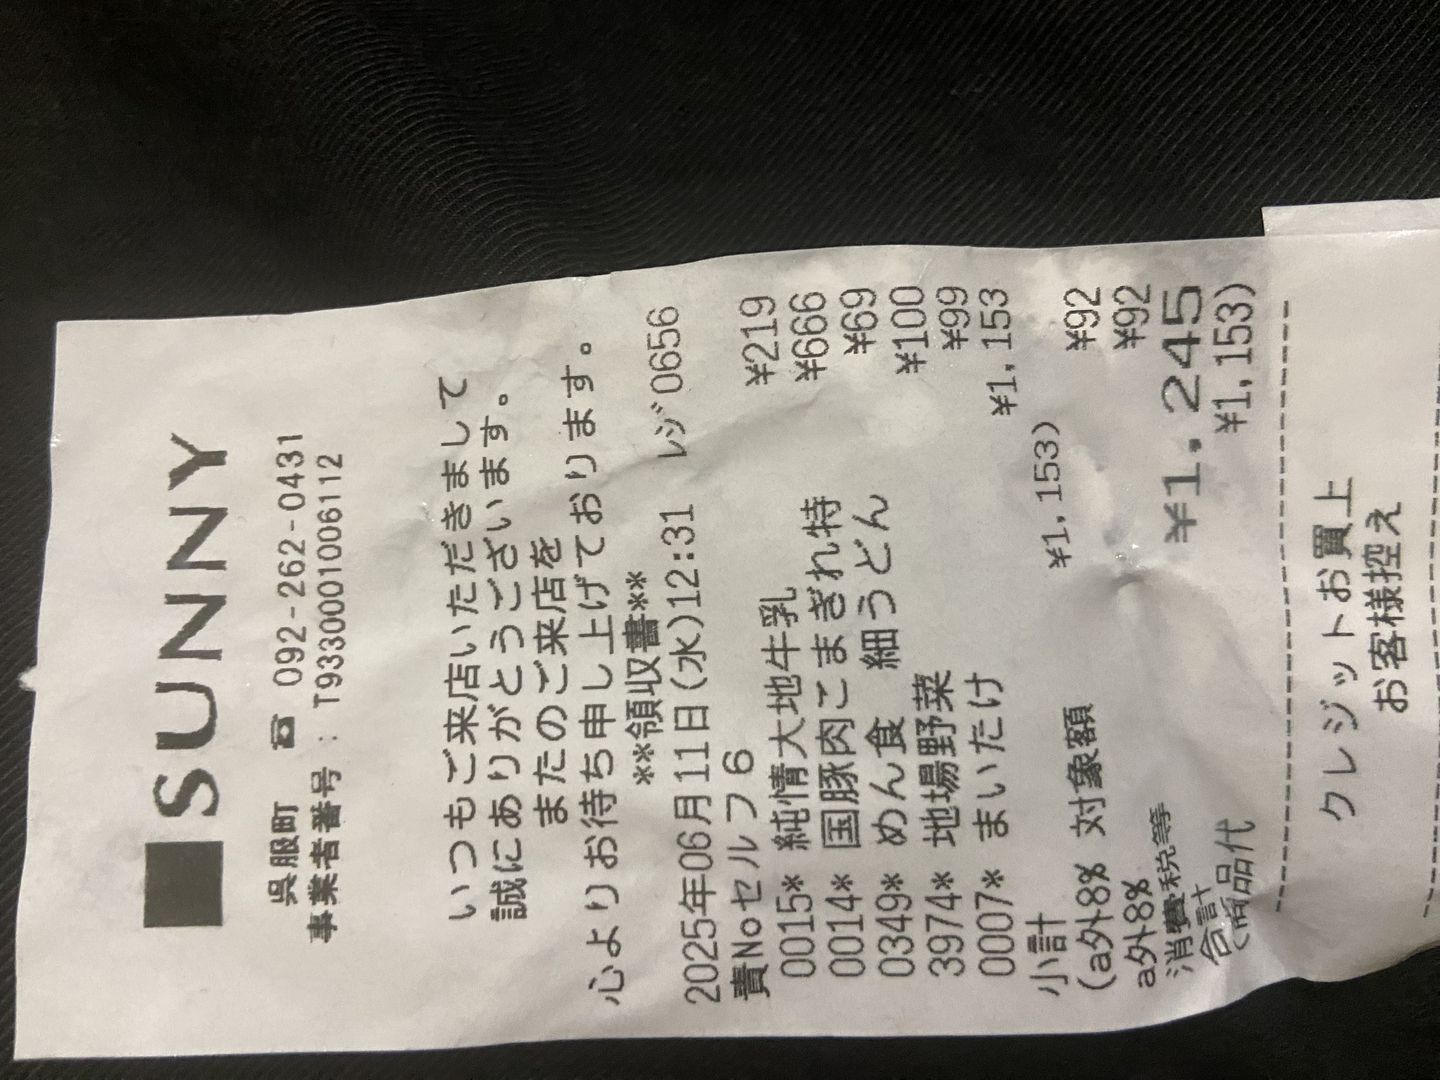 SUNNY
呉服町 ☎ 092-262-0431
事業者番号：T9330001006112
いつもご来店いただきまして
誠にありがとうございます。
またのご来店を
心よりお待ち申し上げております。
**領収書**
2025年06月11日(水)12:31 レジ0656
責Noセルフ6
0015* 純情大地牛乳 ¥219
0014* 国豚肉こまぎれ特 ¥666
0349* めん食 細うどん ¥69
3974* 地場野菜 ¥100
0007* まいたけ ¥99
小計 ¥1,153
(a外8% 対象額 ¥1,153)
a外8% ¥92
消費税等 ¥92
合計 ¥1,245
(商品代 ¥1,153)
クレジットお買上
お客様控え